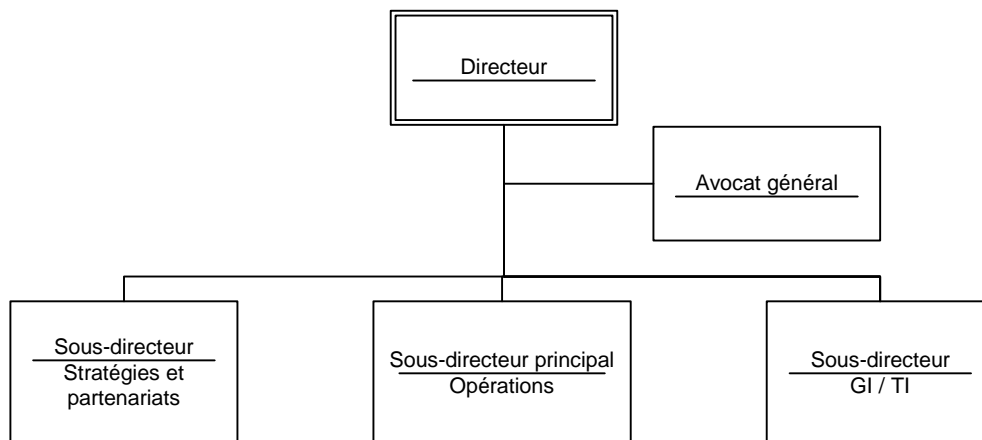 Directeur
Avocat général
Sous-directeur
Stratégies et
partenariats
Sous-directeur principal
Opérations
Sous-directeur
GI / TI